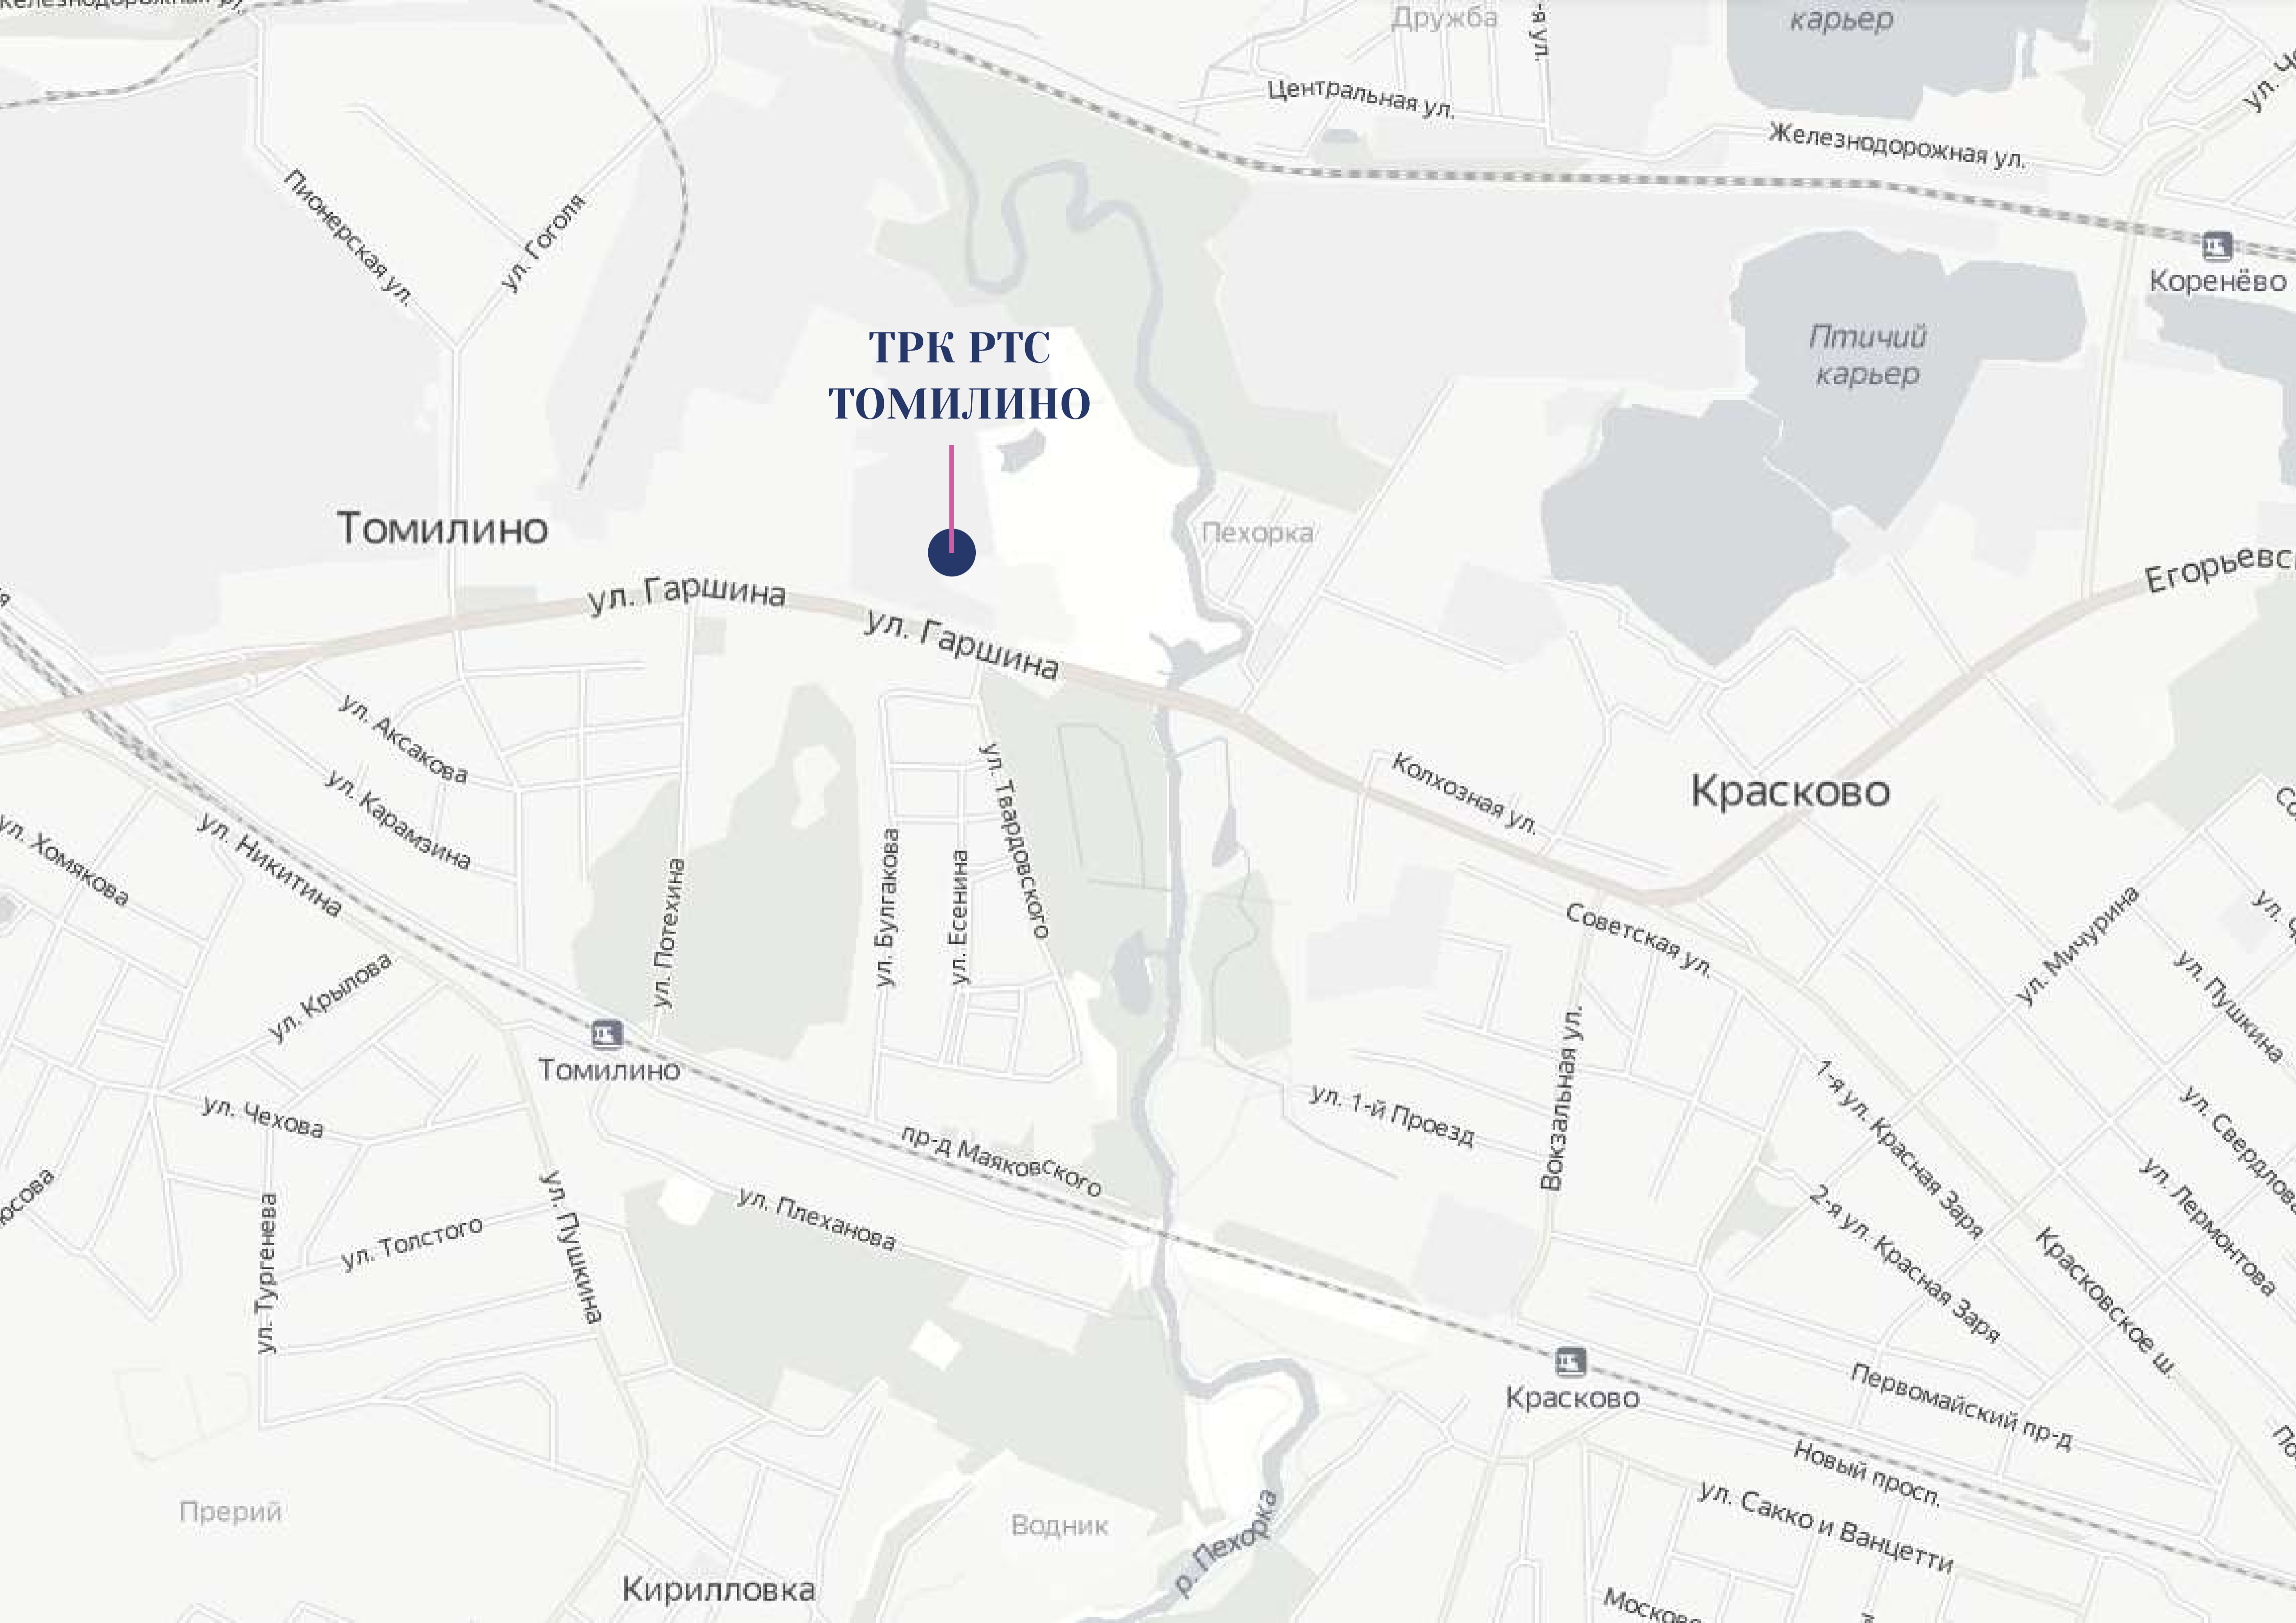 Дружба
карьер
Центральная ул.
Железнодорожная ул.
Пионерская ул.
ул. Гоголя
Коренёво
Птичий
карьер
ТРК РТС
ТОМИЛИНО
Томилино
Пехорка
ул. Гаршина
ул. Гаршина
ул. Аксакова
ул. Карамзина
ул. Никитина
ул. Хомякова
ул. Крылова
ул. Потехина
ул. Булгакова
ул. Есенина
ул. Твардовского
Колхозная ул.
Красково
Советская ул.
ул. Мичурина
ул. Пушкина
ул. Свердлова
ул. Лермонтова
Томилино
ул. Чехова
ул. Тургенева
ул. Толстого
ул. Пушкина
ул. Плеханова
пр-д Маяковского
ул. 1-й Проезд
Вокзальная ул.
1-я ул. Красная Заря
2-я ул. Красная Заря
Красковское ш.
Красково
Первомайский пр-д
Новый просп.
ул. Сакко и Ванцетти
Прерий
Водник
р. Пехорка
Кирилловка